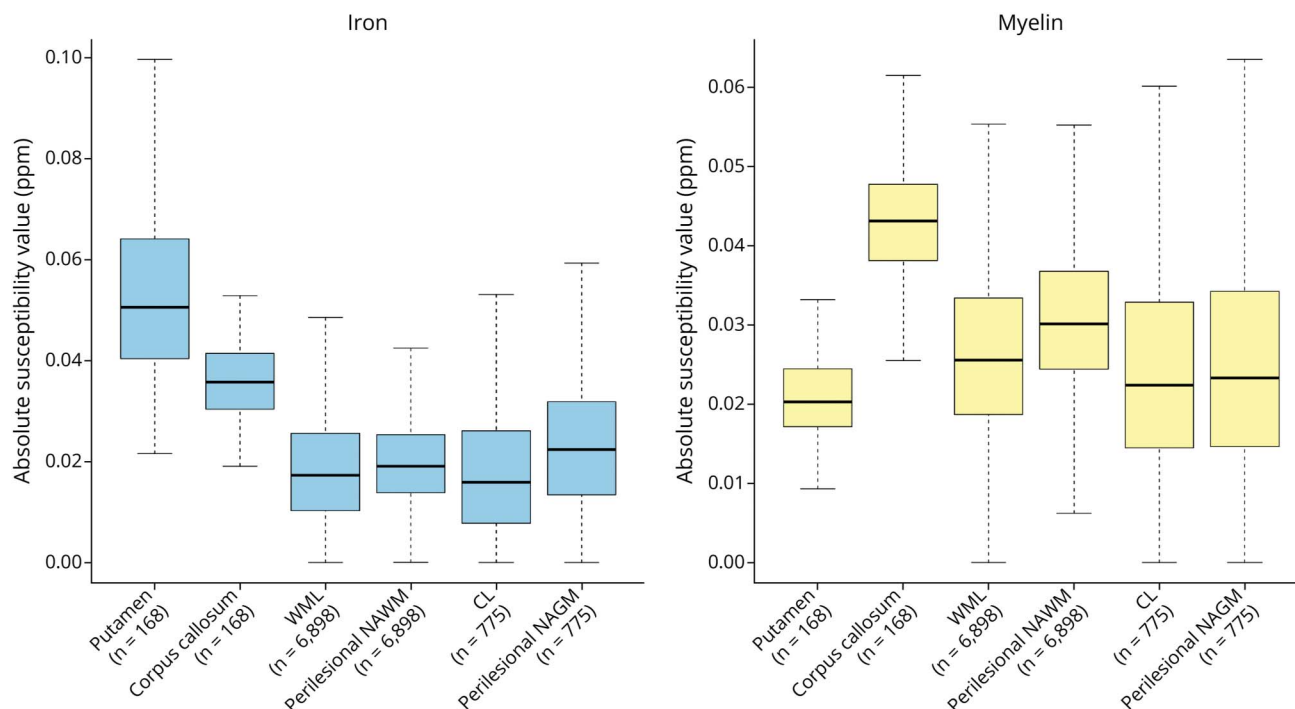 Iron
Absolute susceptibility value (ppm)
0.10
0.08
0.06
0.04
0.02
0.00
Putamen
(n = 168)
Corpus callosum
(n = 168)
WML
(n = 6,898)
Perilesional NAWM
(n = 6,898)
CL
(n = 775)
Perilesional NAGM
(n = 775)
Myelin
Absolute susceptibility value (ppm)
0.06
0.05
0.04
0.03
0.02
0.01
0.00
Putamen
(n = 168)
Corpus callosum
(n = 168)
WML
(n = 6,898)
Perilesional NAWM
(n = 6,898)
CL
(n = 775)
Perilesional NAGM
(n = 775)